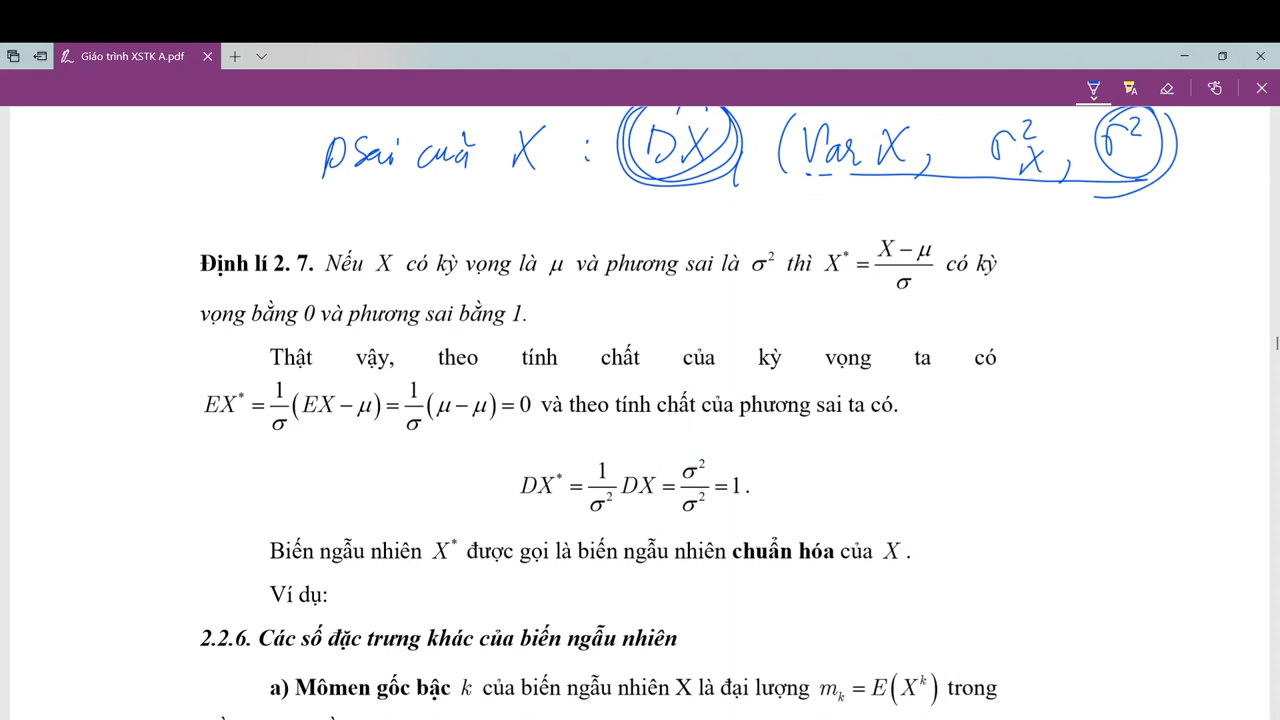 Giáo trình XSTK A.pdf
psai cuả X : DX (Var X, σ²_X, σ²)
Định lí 2. 7. Nếu X có kỳ vọng là μ và phương sai là σ² thì X* = (X − μ)/σ có kỳ
vọng bằng 0 và phương sai bằng 1.
Thật vậy, theo tính chất của kỳ vọng ta có
EX* = 1/σ (EX − μ) = 1/σ (μ − μ) = 0 và theo tính chất của phương sai ta có.
DX* = 1/σ² DX = σ²/σ² = 1.
Biến ngẫu nhiên X* được gọi là biến ngẫu nhiên chuẩn hóa của X .
Ví dụ:
2.2.6. Các số đặc trưng khác của biến ngẫu nhiên
a) Mômen gốc bậc k của biến ngẫu nhiên X là đại lượng m_k = E(X^k) trong